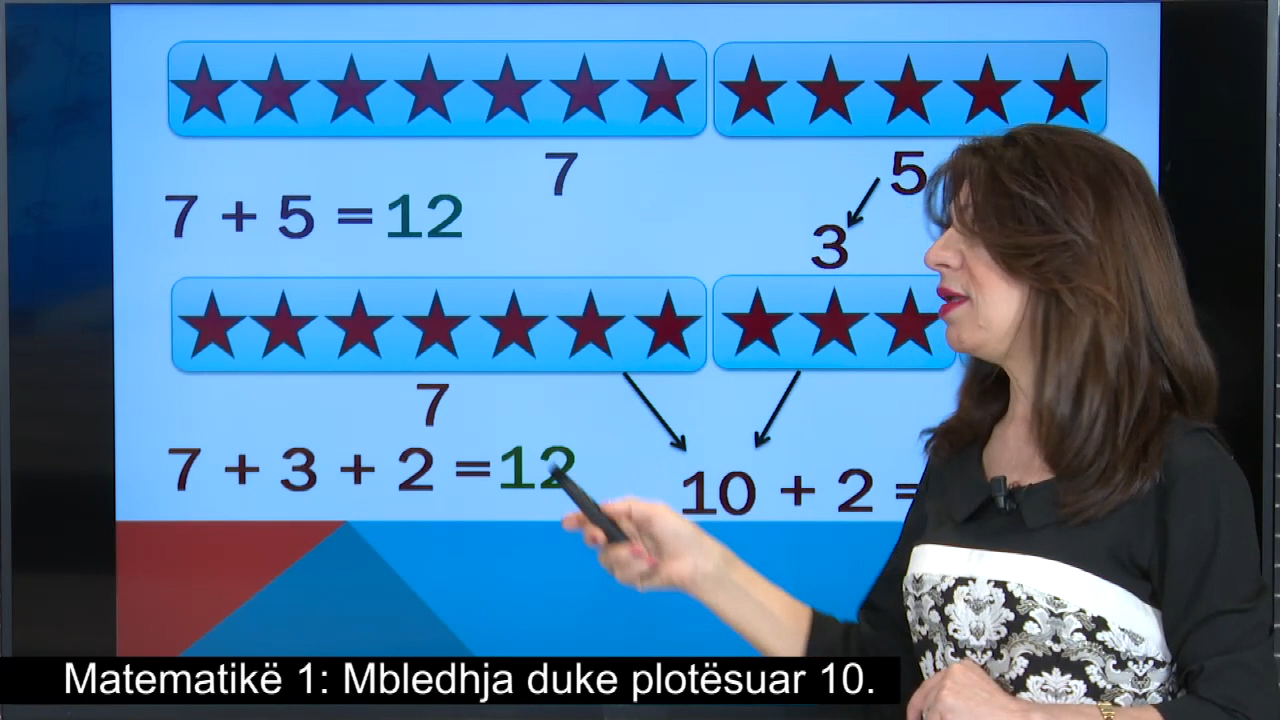 7 5
7 + 5 = 12
3
7
7 + 3 + 2 = 12
10 + 2 =
Matematikë 1: Mbledhja duke plotësuar 10.